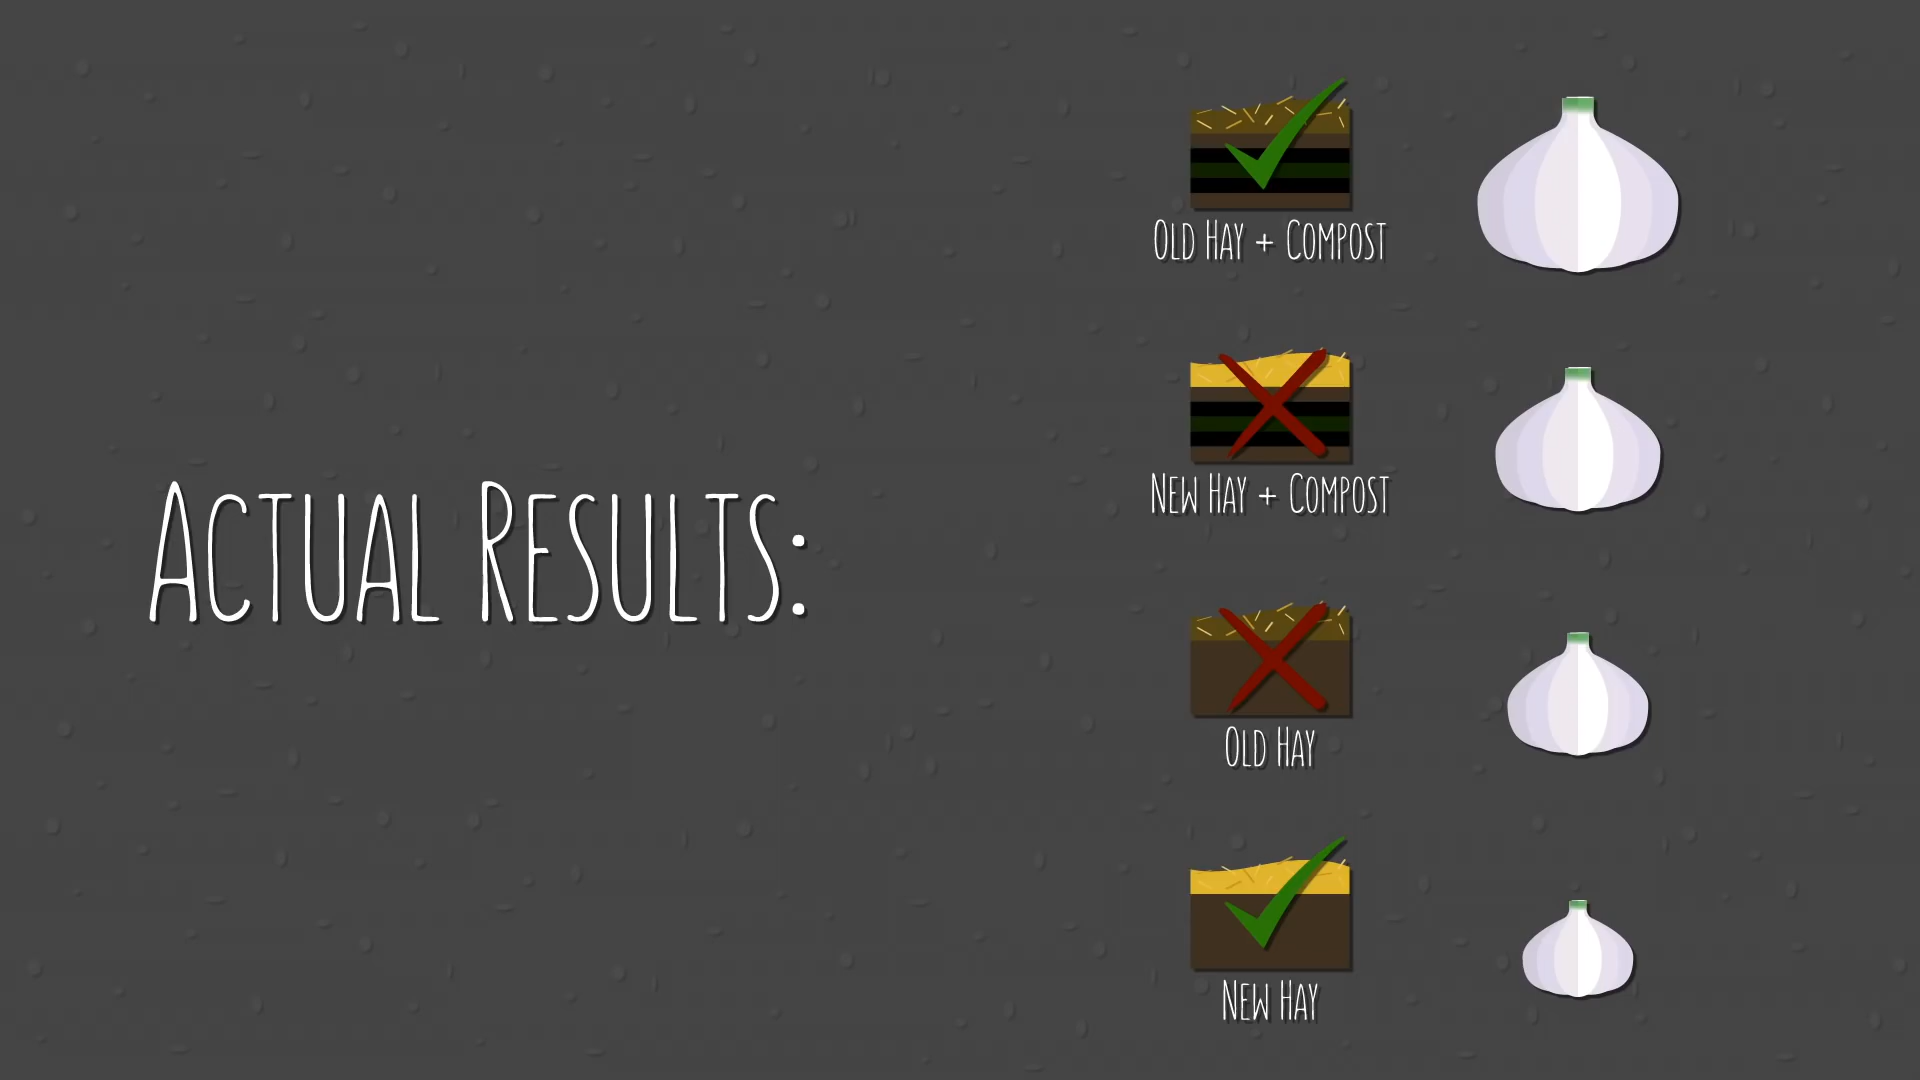 Old Hay + Compost
New Hay + Compost
Actual Results:
Old Hay
New Hay